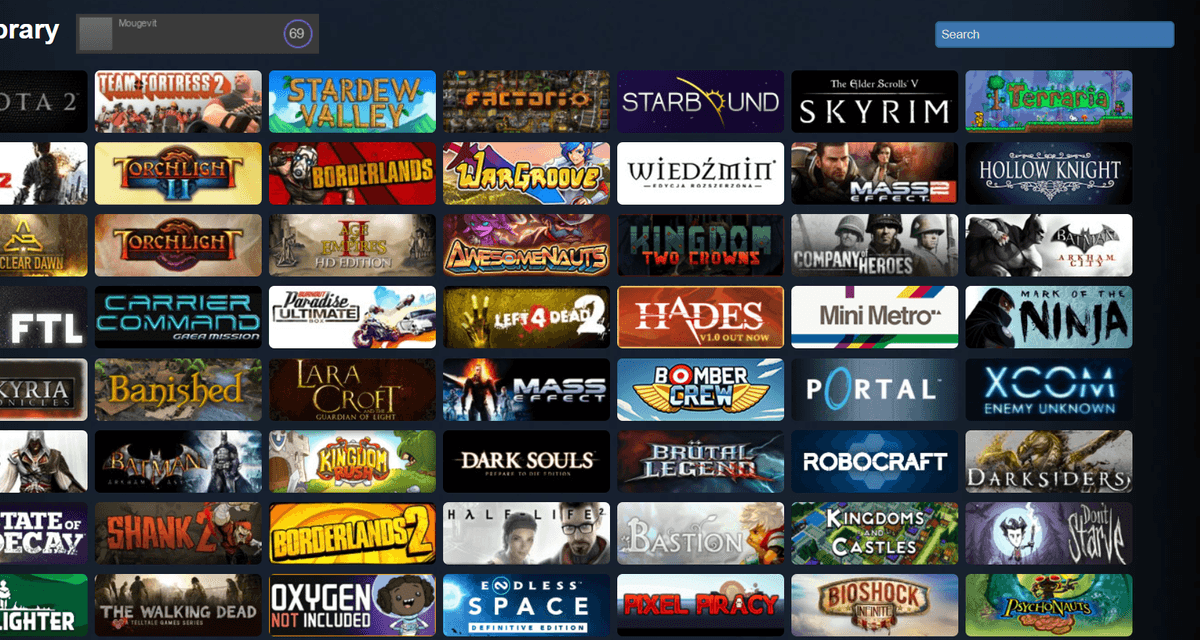 brary
Mougevit
69
Search
OTA 2
TEAM FORTRESS 2
STARDEW
VALLEY
FACTORIO
STARBOUND
The Elder Scrolls V
SKYRIM
Terraria
2
TORCHLIGHT
II
BORDERLANDS
WARGROOVE
WIEDŹMIN
EDYCJA ROZSZERZONA
MASS
EFFECT 2
HOLLOW KNIGHT
CLEAR DAWN
TORCHLIGHT
AGE
II
OF
EMPIRES
HD EDITION
AWESOMENAUTS
KINGDOM
TWO CROWNS
COMPANY OF HEROES
BATMAN
ARKHAM
CITY
FTL
CARRIER
COMMAND
GAEA MISSION
BURNOUT
Paradise
ULTIMATE
BOX
LEFT 4 DEAD 2
HADES
V1.0 OUT NOW
Mini Metro
MARK OF THE
NINJA
KYRIA
ONICLES
Banished
LARA
CROFT
AND THE
GUARDIAN OF LIGHT
MASS
EFFECT
BOMBER
CREW
PORTAL™
XCOM
ENEMY UNKNOWN
BATMAN
KINGDOM
RUSH
DARK SOULS
PREPARE TO DIE EDITION
BRÜTAL
LEGEND
ROBOCRAFT
DARKSIDERS
TATE OF
DECAY
SHANK 2
BORDERLANDS 2
HALF-LIFE²
BASTION
KINGDOMS
AND
CASTLES
Don't
Starve
LIGHTER
THE WALKING DEAD
A TELLTALE GAMES SERIES
OXYGEN
NOT INCLUDED
ENDLESS™
SPACE
DEFINITIVE EDITION
PIXEL PIRACY
BIOSHOCK
INFINITE
PSYCHONAUTS